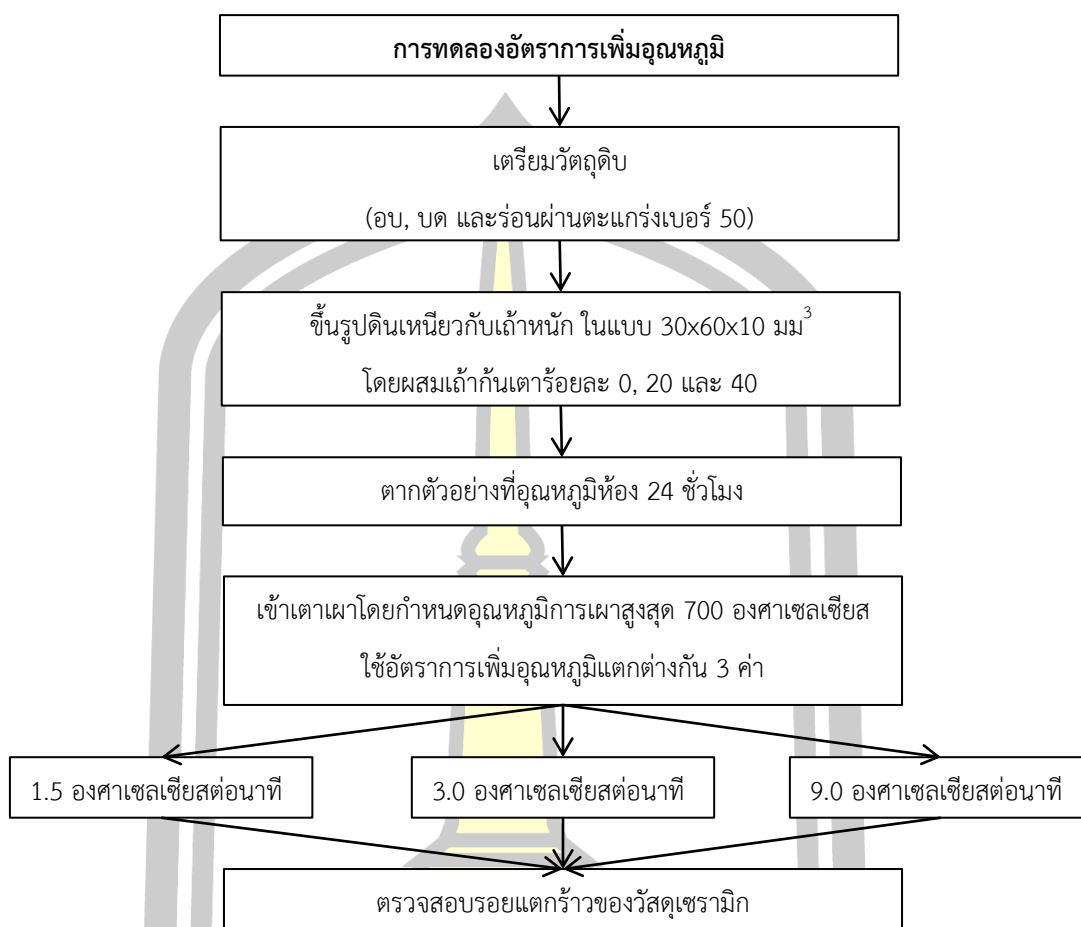 การทดลองอัตราการเพิ่มอุณหภูมิ
เตรียมวัตถุดิบ
(อบ, บด และร่อนผ่านตะแกร่งเบอร์ 50)
ขึ้นรูปดินเหนียวกับเถ้าหนัก ในแบบ 30x60x10 มม³
โดยผสมเถ้าก้นเตาร้อยละ 0, 20 และ 40
ตากตัวอย่างที่อุณหภูมิห้อง 24 ชั่วโมง
เข้าเตาเผาโดยกำหนดอุณหภูมิการเผาสูงสุด 700 องศาเซลเซียส
ใช้อัตราการเพิ่มอุณหภูมิแตกต่างกัน 3 ค่า
1.5 องศาเซลเซียสต่อนาที
3.0 องศาเซลเซียสต่อนาที
9.0 องศาเซลเซียสต่อนาที
ตรวจสอบรอยแตกร้าวของวัสดุเซรามิก